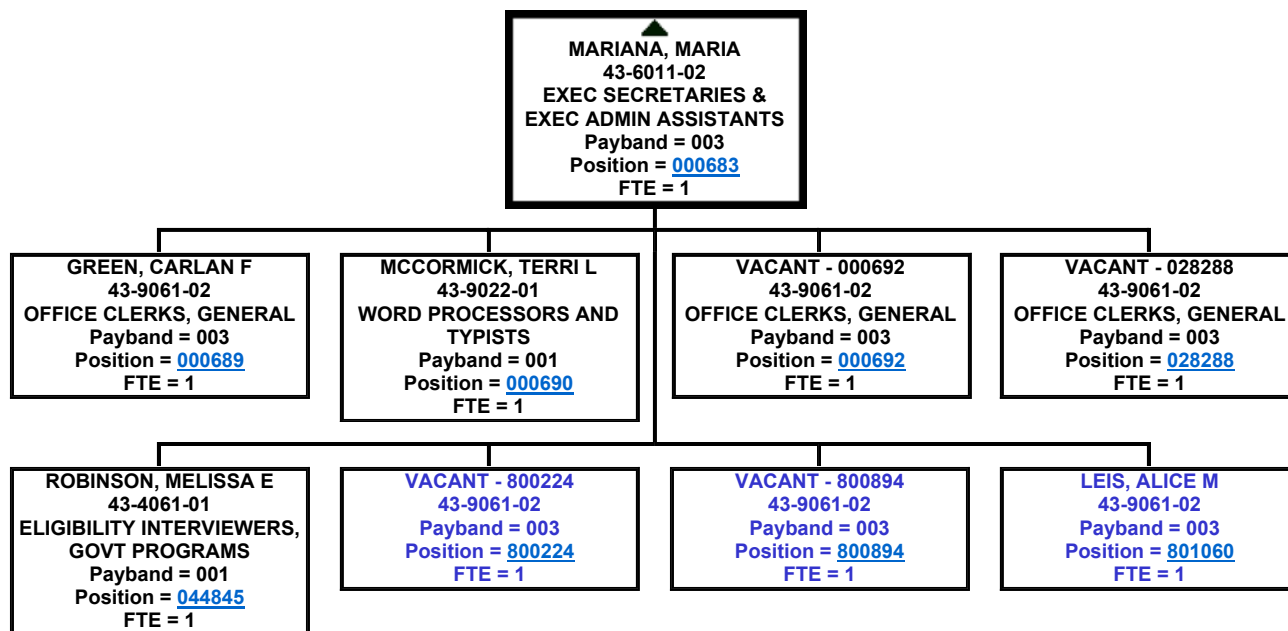 MARIANA, MARIA
43-6011-02
EXEC SECRETARIES &
EXEC ADMIN ASSISTANTS
Payband = 003
Position = 000683
FTE = 1
GREEN, CARLAN F
43-9061-02
OFFICE CLERKS, GENERAL
Payband = 003
Position = 000689
FTE = 1
MCCORMICK, TERRI L
43-9022-01
WORD PROCESSORS AND
TYPISTS
Payband = 001
Position = 000690
FTE = 1
VACANT - 000692
43-9061-02
OFFICE CLERKS, GENERAL
Payband = 003
Position = 000692
FTE = 1
VACANT - 028288
43-9061-02
OFFICE CLERKS, GENERAL
Payband = 003
Position = 028288
FTE = 1
ROBINSON, MELISSA E
43-4061-01
ELIGIBILITY INTERVIEWERS,
GOVT PROGRAMS
Payband = 001
Position = 044845
FTE = 1
VACANT - 800224
43-9061-02
Payband = 003
Position = 800224
FTE = 1
VACANT - 800894
43-9061-02
Payband = 003
Position = 800894
FTE = 1
LEIS, ALICE M
43-9061-02
Payband = 003
Position = 801060
FTE = 1